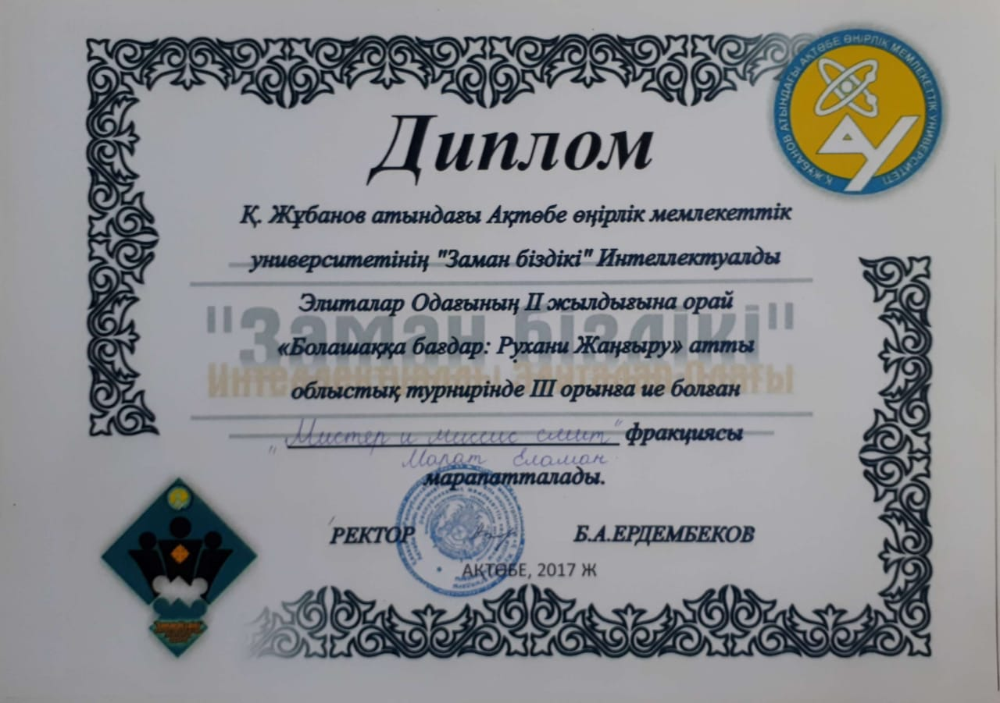 Қ.ЖҰБАНОВ АТЫНДАҒЫ АҚТӨБЕ ӨҢІРЛІК МЕМЛЕКЕТТІК УНИВЕРСИТЕТІ
АУ
Диплом
Қ. Жұбанов атындағы Ақтөбе өңірлік мемлекеттік
университетінің "Заман біздікі" Интеллектуалды
Элиталар Одағының II жылдығына орай
"Заман біздікі"
«Болашаққа бағдар: Рухани Жаңғыру» атты
Интеллектуалды Элиталар Одағы
облыстық турнирінде III орынға ие болған
"Мистер и миссис смит" фракциясы
Марат Еламан
марапатталады.
РЕКТОР Б.А.ЕРДЕМБЕКОВ
АҚТӨБЕ, 2017 Ж